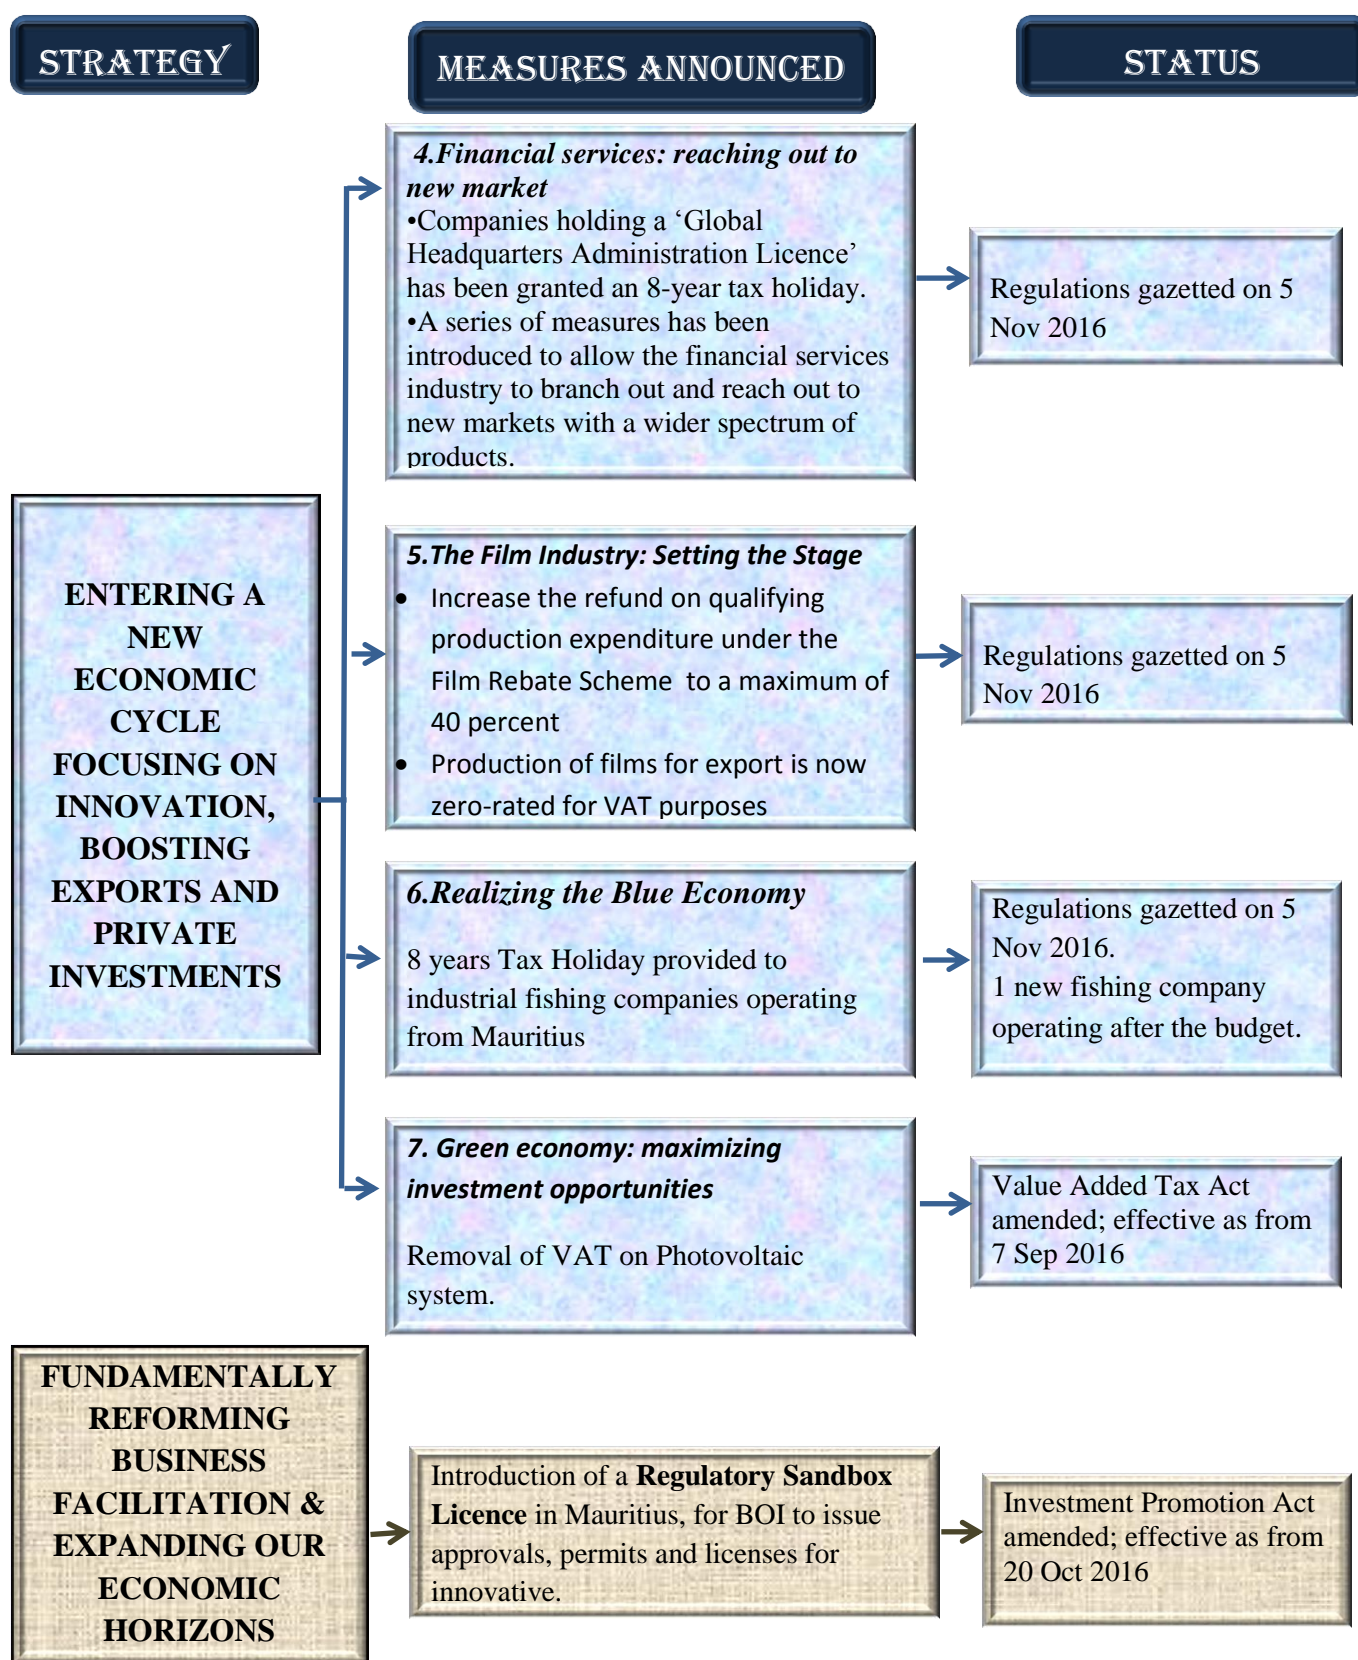 STRATEGY
MEASURES ANNOUNCED
STATUS
4.Financial services: reaching out to
new market
•Companies holding a ‘Global
Headquarters Administration Licence’
has been granted an 8-year tax holiday.
•A series of measures has been
introduced to allow the financial services
industry to branch out and reach out to
new markets with a wider spectrum of
products.
Regulations gazetted on 5
Nov 2016
ENTERING A
NEW
ECONOMIC
CYCLE
FOCUSING ON
INNOVATION,
BOOSTING
EXPORTS AND
PRIVATE
INVESTMENTS
5.The Film Industry: Setting the Stage
• Increase the refund on qualifying
production expenditure under the
Film Rebate Scheme to a maximum of
40 percent
• Production of films for export is now
zero-rated for VAT purposes
Regulations gazetted on 5
Nov 2016
6.Realizing the Blue Economy
8 years Tax Holiday provided to
industrial fishing companies operating
from Mauritius
Regulations gazetted on 5
Nov 2016.
1 new fishing company
operating after the budget.
7. Green economy: maximizing
investment opportunities
Removal of VAT on Photovoltaic
system.
Value Added Tax Act
amended; effective as from
7 Sep 2016
FUNDAMENTALLY
REFORMING
BUSINESS
FACILITATION &
EXPANDING OUR
ECONOMIC
HORIZONS
Introduction of a Regulatory Sandbox
Licence in Mauritius, for BOI to issue
approvals, permits and licenses for
innovative.
Investment Promotion Act
amended; effective as from
20 Oct 2016